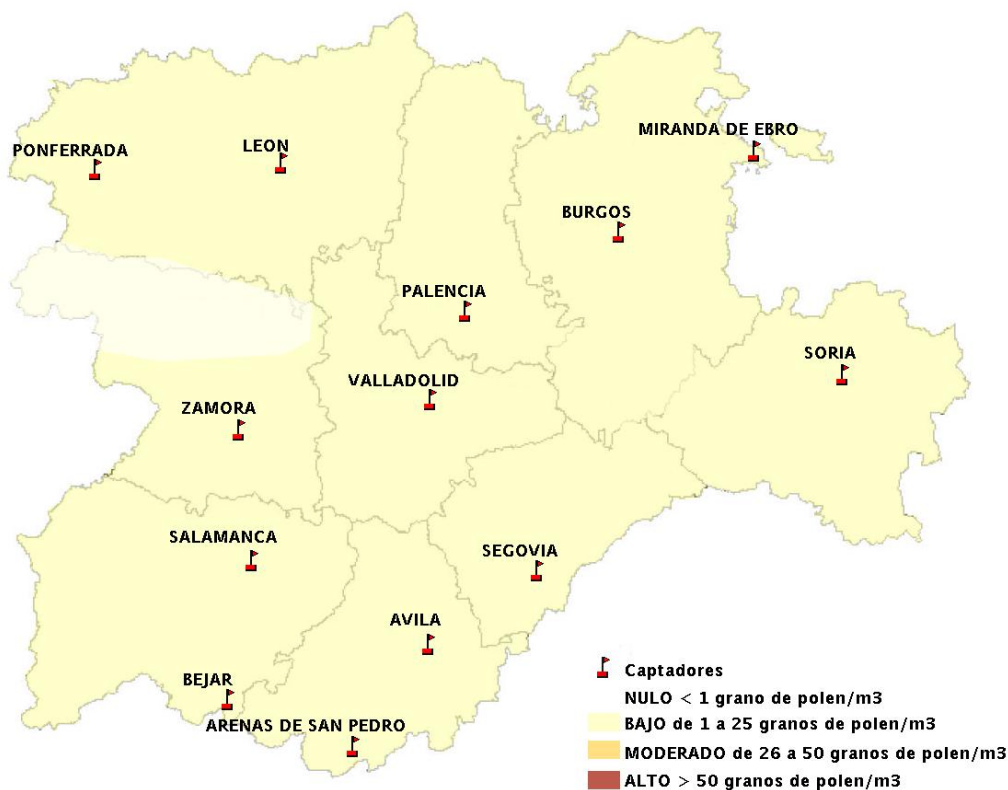 MIRANDA DE EBRO
LEON
PONFERRADA
BURGOS
PALENCIA
SORIA
VALLADOLID
ZAMORA
SALAMANCA
SEGOVIA
AVILA
BEJAR
ARENAS DE SAN PEDRO
Captadores
NULO < 1 grano de polen/m3
BAJO de 1 a 25 granos de polen/m3
MODERADO de 26 a 50 granos de polen/m3
ALTO > 50 granos de polen/m3